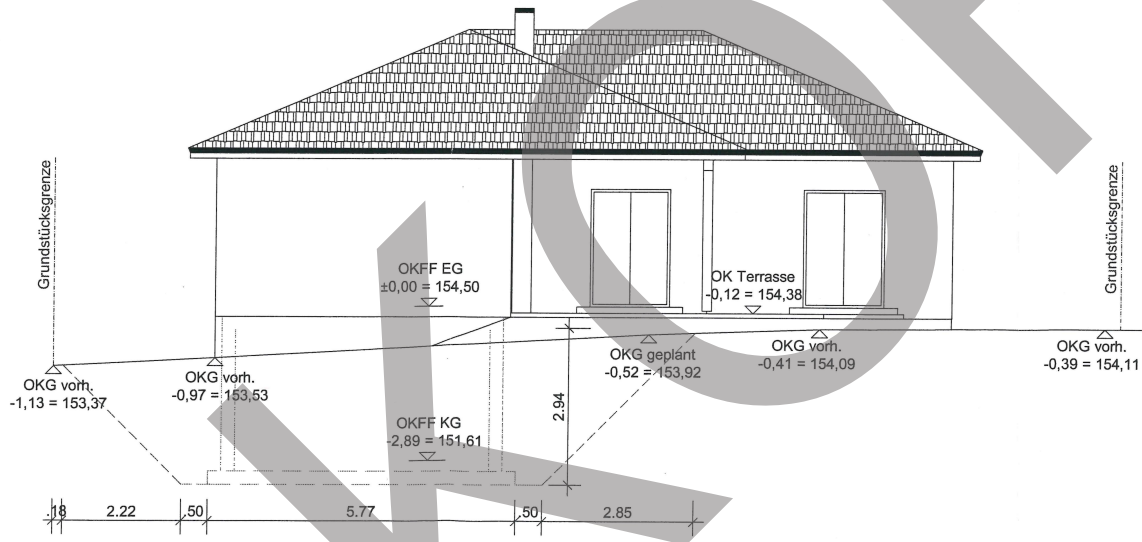 Grundstücksgrenze
Grundstücksgrenze
OKFF EG
±0,00 = 154,50
OK Terrasse
-0,12 = 154,38
OKG vorh.
-1,13 = 153,37
OKG vorh.
-0,97 = 153,53
OKG geplant
-0,52 = 153,92
OKG vorh.
-0,41 = 154,09
OKG vorh.
-0,39 = 154,11
OKFF KG
-2,89 = 151,61
2.94
.18 2.22 .50 5.77 .50 2.85